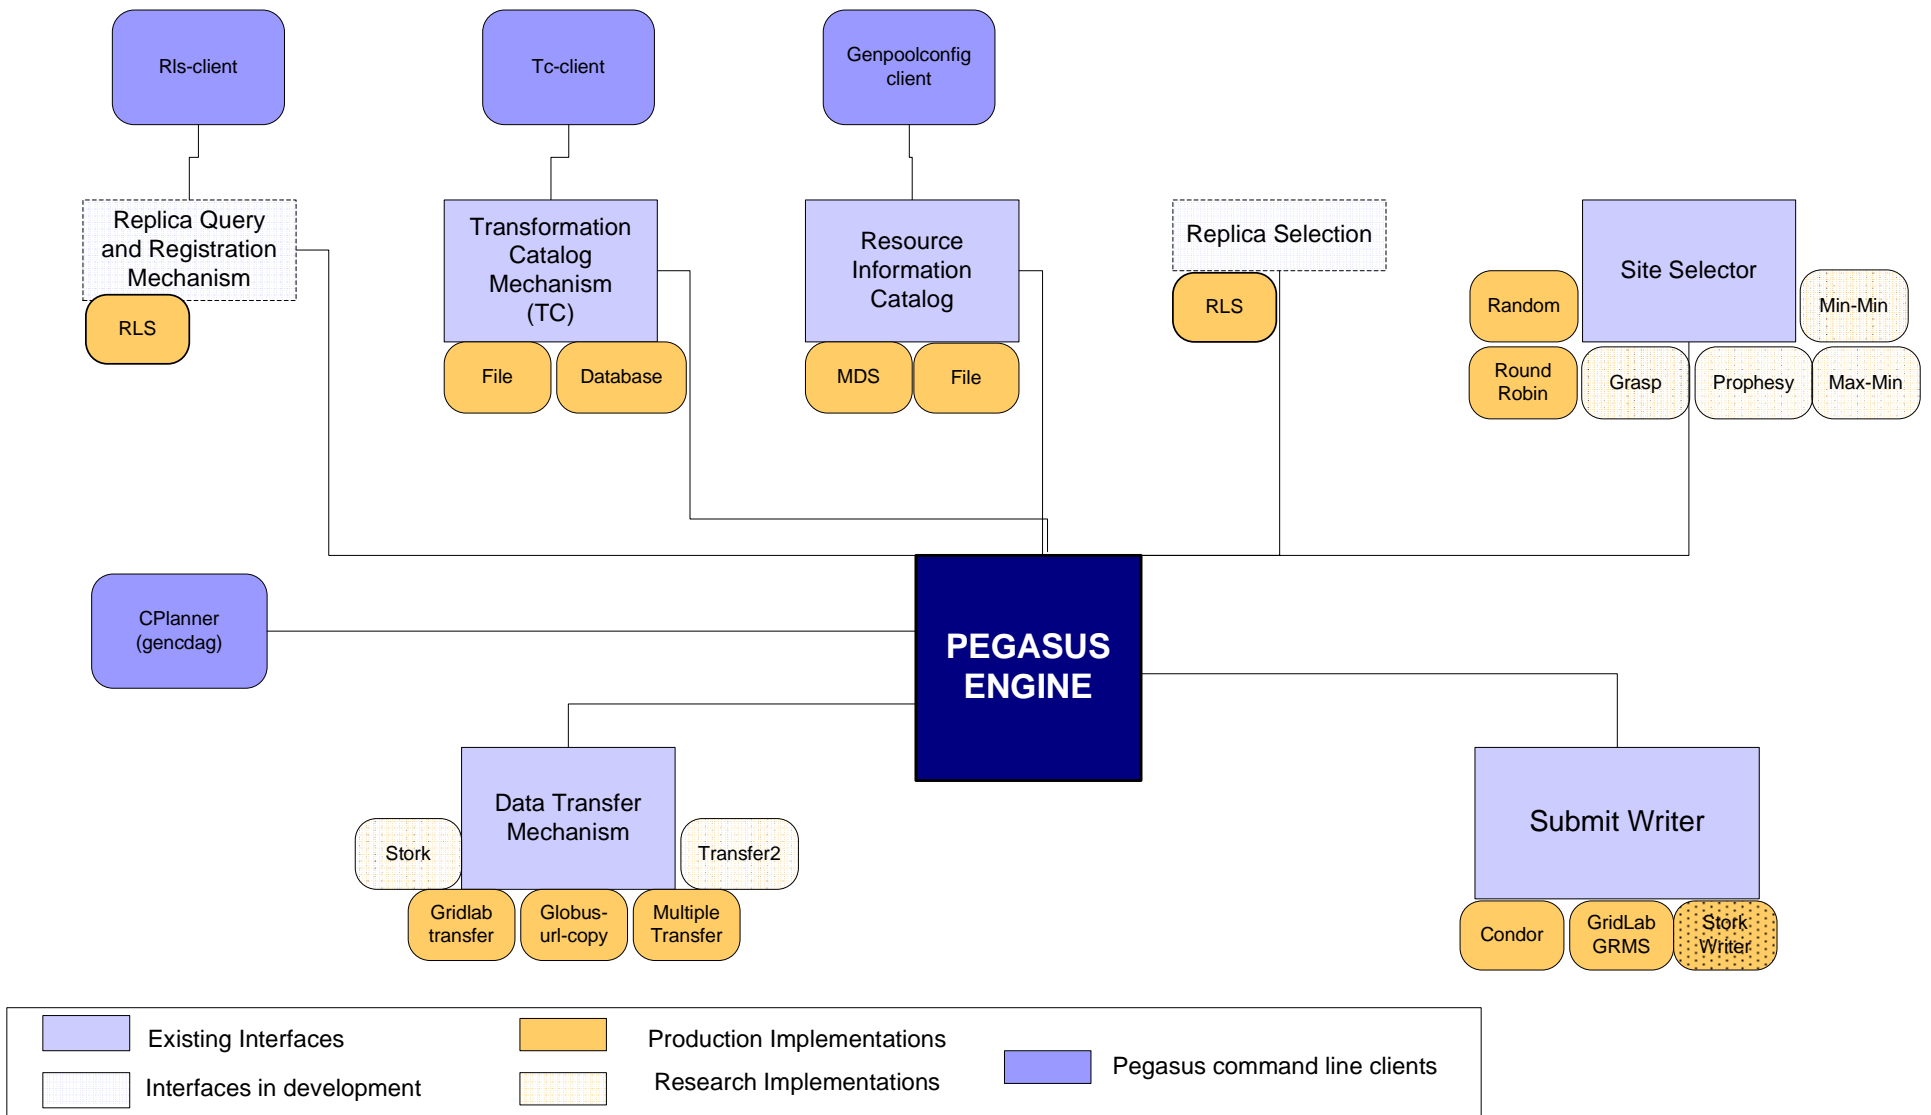 Rls-client
Tc-client
Genpoolconfig
client
Replica Query
and Registration
Mechanism
RLS
Transformation
Catalog
Mechanism
(TC)
File
Database
Resource
Information
Catalog
MDS
File
Replica Selection
RLS
Site Selector
Random
Min-Min
Round
Robin
Grasp
Prophesy
Max-Min
CPlanner
(gencdag)
PEGASUS
ENGINE
Data Transfer
Mechanism
Stork
Transfer2
Gridlab
transfer
Globus-
url-copy
Multiple
Transfer
Submit Writer
Condor
GridLab
GRMS
Stork
Writer
Existing Interfaces
Production Implementations
Pegasus command line clients
Interfaces in development
Research Implementations